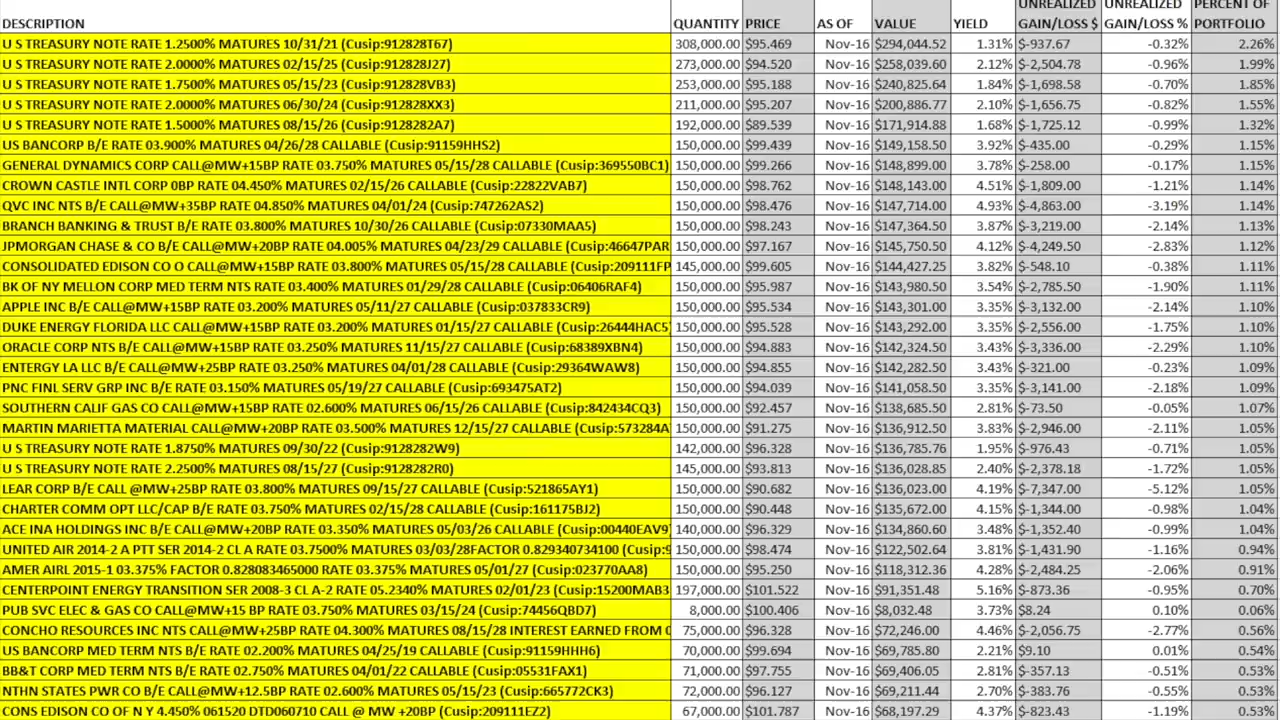 DESCRIPTION QUANTITY PRICE AS OF VALUE YIELD UNREALIZED GAIN/LOSS $ UNREALIZED GAIN/LOSS % PERCENT OF PORTFOLIO
U S TREASURY NOTE RATE 1.2500% MATURES 10/31/21 (Cusip:912828T67) 308,000.00 $95.469 Nov-16 $294,044.52 1.31% $-937.67 -0.32% 2.26%
U S TREASURY NOTE RATE 2.0000% MATURES 02/15/25 (Cusip:912828J27) 273,000.00 $94.520 Nov-16 $258,039.60 2.12% $-2,504.78 -0.96% 1.99%
U S TREASURY NOTE RATE 1.7500% MATURES 05/15/23 (Cusip:912828VB3) 253,000.00 $95.188 Nov-16 $240,825.64 1.84% $-1,698.58 -0.70% 1.85%
U S TREASURY NOTE RATE 2.0000% MATURES 06/30/24 (Cusip:912828XX3) 211,000.00 $95.207 Nov-16 $200,886.77 2.10% $-1,656.75 -0.82% 1.55%
U S TREASURY NOTE RATE 1.5000% MATURES 08/15/26 (Cusip:9128282A7) 192,000.00 $89.539 Nov-16 $171,914.88 1.68% $-1,725.12 -0.99% 1.32%
US BANCORP B/E RATE 03.900% MATURES 04/26/28 CALLABLE (Cusip:91159HHS2) 150,000.00 $99.439 Nov-16 $149,158.50 3.92% $-435.00 -0.29% 1.15%
GENERAL DYNAMICS CORP CALL@MW+15BP RATE 03.750% MATURES 05/15/28 CALLABLE (Cusip:369550BC1) 150,000.00 $99.266 Nov-16 $148,899.00 3.78% $-258.00 -0.17% 1.15%
CROWN CASTLE INTL CORP 0BP RATE 04.450% MATURES 02/15/26 CALLABLE (Cusip:22822VAB7) 150,000.00 $98.762 Nov-16 $148,143.00 4.51% $-1,809.00 -1.21% 1.14%
QVC INC NTS B/E CALL@MW+35BP RATE 04.850% MATURES 04/01/24 (Cusip:747262AS2) 150,000.00 $98.476 Nov-16 $147,714.00 4.93% $-4,863.00 -3.19% 1.14%
BRANCH BANKING & TRUST B/E RATE 03.800% MATURES 10/30/26 CALLABLE (Cusip:07330MAA5) 150,000.00 $98.243 Nov-16 $147,364.50 3.87% $-3,219.00 -2.14% 1.13%
JPMORGAN CHASE & CO B/E CALL@MW+20BP RATE 04.005% MATURES 04/23/29 CALLABLE (Cusip:46647PAR 150,000.00 $97.167 Nov-16 $145,750.50 4.12% $-4,249.50 -2.83% 1.12%
CONSOLIDATED EDISON CO O CALL@MW+15BP RATE 03.800% MATURES 05/15/28 CALLABLE (Cusip:209111FP 145,000.00 $99.605 Nov-16 $144,427.25 3.82% $-548.10 -0.38% 1.11%
BK OF NY MELLON CORP MED TERM NTS RATE 03.400% MATURES 01/29/28 CALLABLE (Cusip:06406RAF4) 150,000.00 $95.987 Nov-16 $143,980.50 3.54% $-2,785.50 -1.90% 1.11%
APPLE INC B/E CALL@MW+15BP RATE 03.200% MATURES 05/11/27 CALLABLE (Cusip:037833CR9) 150,000.00 $95.534 Nov-16 $143,301.00 3.35% $-3,132.00 -2.14% 1.10%
DUKE ENERGY FLORIDA LLC CALL@MW+15BP RATE 03.200% MATURES 01/15/27 CALLABLE (Cusip:26444HAC5 150,000.00 $95.528 Nov-16 $143,292.00 3.35% $-2,556.00 -1.75% 1.10%
ORACLE CORP NTS B/E CALL@MW+15BP RATE 03.250% MATURES 11/15/27 CALLABLE (Cusip:68389XBN4) 150,000.00 $94.883 Nov-16 $142,324.50 3.43% $-3,336.00 -2.29% 1.10%
ENTERGY LA LLC B/E CALL@MW+25BP RATE 03.250% MATURES 04/01/28 CALLABLE (Cusip:29364WAW8) 150,000.00 $94.855 Nov-16 $142,282.50 3.43% $-321.00 -0.23% 1.09%
PNC FINL SERV GRP INC B/E RATE 03.150% MATURES 05/19/27 CALLABLE (Cusip:693475AT2) 150,000.00 $94.039 Nov-16 $141,058.50 3.35% $-3,141.00 -2.18% 1.09%
SOUTHERN CALIF GAS CO CALL@MW+15BP RATE 02.600% MATURES 06/15/26 CALLABLE (Cusip:842434CQ3) 150,000.00 $92.457 Nov-16 $138,685.50 2.81% $-73.50 -0.05% 1.07%
MARTIN MARIETTA MATERIAL CALL@MW+20BP RATE 03.500% MATURES 12/15/27 CALLABLE (Cusip:573284A 150,000.00 $91.275 Nov-16 $136,912.50 3.83% $-2,946.00 -2.11% 1.05%
U S TREASURY NOTE RATE 1.8750% MATURES 09/30/22 (Cusip:9128282W9) 142,000.00 $96.328 Nov-16 $136,785.76 1.95% $-976.43 -0.71% 1.05%
U S TREASURY NOTE RATE 2.2500% MATURES 08/15/27 (Cusip:9128282R0) 145,000.00 $93.813 Nov-16 $136,028.85 2.40% $-2,378.18 -1.72% 1.05%
LEAR CORP B/E CALL @MW+25BP RATE 03.800% MATURES 09/15/27 CALLABLE (Cusip:521865AY1) 150,000.00 $90.682 Nov-16 $136,023.00 4.19% $-7,347.00 -5.12% 1.05%
CHARTER COMM OPT LLC/CAP B/E RATE 03.750% MATURES 02/15/28 CALLABLE (Cusip:161175BJ2) 150,000.00 $90.448 Nov-16 $135,672.00 4.15% $-1,344.00 -0.98% 1.04%
ACE INA HOLDINGS INC B/E CALL@MW+20BP RATE 03.350% MATURES 05/03/26 CALLABLE (Cusip:00440EAV9) 140,000.00 $96.329 Nov-16 $134,860.60 3.48% $-1,352.40 -0.99% 1.04%
UNITED AIR 2014-2 A PTT SER 2014-2 CL A RATE 03.7500% MATURES 03/03/28FACTOR 0.829340734100 (Cusip:9 150,000.00 $98.474 Nov-16 $122,502.64 3.81% $-1,431.90 -1.16% 0.94%
AMER AIRL 2015-1 03.375% FACTOR 0.828083465000 RATE 03.375% MATURES 05/01/27 (Cusip:023770AA8) 150,000.00 $95.250 Nov-16 $118,312.36 4.28% $-2,484.25 -2.06% 0.91%
CENTERPOINT ENERGY TRANSITION SER 2008-3 CL A-2 RATE 05.2340% MATURES 02/01/23 (Cusip:15200MAB3 197,000.00 $101.522 Nov-16 $91,351.48 5.16% $-873.36 -0.95% 0.70%
PUB SVC ELEC & GAS CO CALL@MW+15 BP RATE 03.750% MATURES 03/15/24 (Cusip:74456QBD7) 8,000.00 $100.406 Nov-16 $8,032.48 3.73% $8.24 0.10% 0.06%
CONCHO RESOURCES INC NTS CALL@MW+25BP RATE 04.300% MATURES 08/15/28 INTEREST EARNED FROM 0 75,000.00 $96.328 Nov-16 $72,246.00 4.46% $-2,056.75 -2.77% 0.56%
US BANCORP MED TERM NTS B/E RATE 02.200% MATURES 04/25/19 CALLABLE (Cusip:91159HHH6) 70,000.00 $99.694 Nov-16 $69,785.80 2.21% $9.10 0.01% 0.54%
BB&T CORP MED TERM NTS B/E RATE 02.750% MATURES 04/01/22 CALLABLE (Cusip:05531FAX1) 71,000.00 $97.755 Nov-16 $69,406.05 2.81% $-357.13 -0.51% 0.53%
NTHN STATES PWR CO B/E CALL@MW+12.5BP RATE 02.600% MATURES 05/15/23 (Cusip:665772CK3) 72,000.00 $96.127 Nov-16 $69,211.44 2.70% $-383.76 -0.55% 0.53%
CONS EDISON CO OF N Y 4.450% 061520 DTD060710 CALL @ MW +20BP (Cusip:209111EZ2) 67,000.00 $101.787 Nov-16 $68,197.29 4.37% $-823.43 -1.19% 0.53%